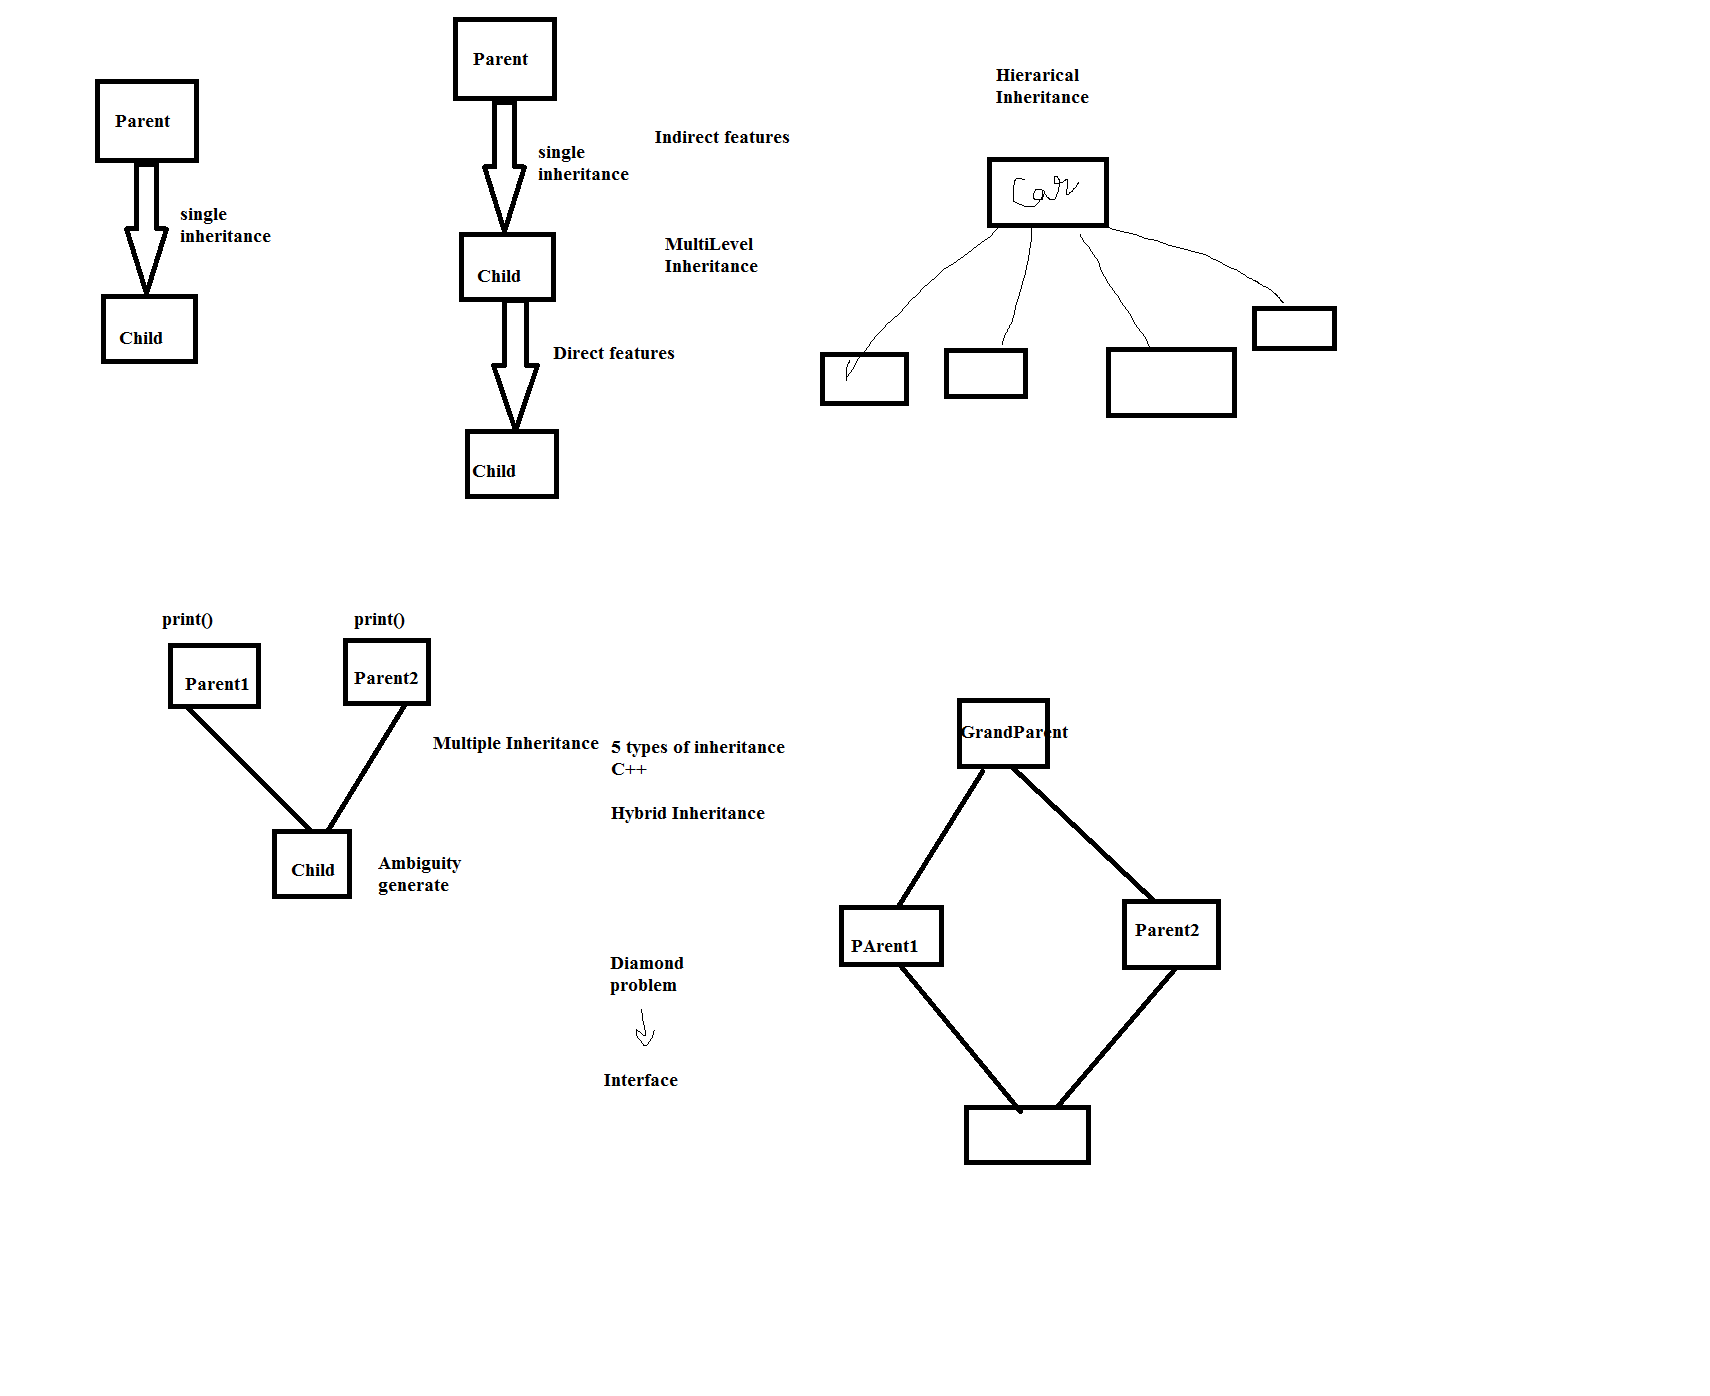 Parent
single
inheritance
Child
Parent
single
inheritance
Indirect features
Child
MultiLevel
Inheritance
Direct features
Child
Hierarical
Inheritance
Car
print()
print()
Parent1
Parent2
Multiple Inheritance
Child
Ambiguity
generate
5 types of inheritance
C++
Hybrid Inheritance
Diamond
problem
Interface
GrandParent
PArent1
Parent2